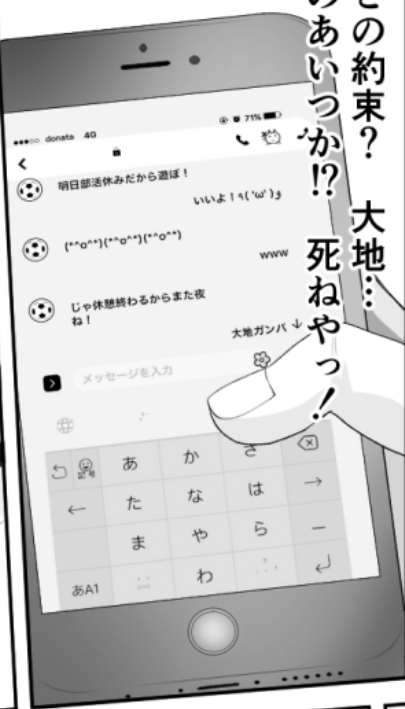 の約束?
大地…
のあいつか!?
死ねやっ!
donata 4G
71%
明日部活休みだから遊ぼ!
いいよ!٩('ω')و
(*^o^*)(*^o^*)(*^o^*)
www
じゃ休憩終わるからまた夜
ね!
大地ガンバ ↓
メッセージを入力
記号
あ か さ
← た な は →
ま や ら
あA1 わ